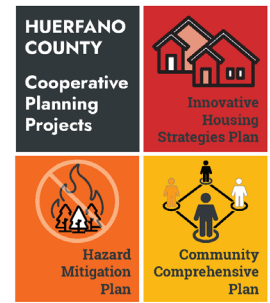 HUERFANO
COUNTY
Cooperative
Planning
Projects
Innovative
Housing
Strategies Plan
Hazard
Mitigation
Plan
Community
Comprehensive
Plan